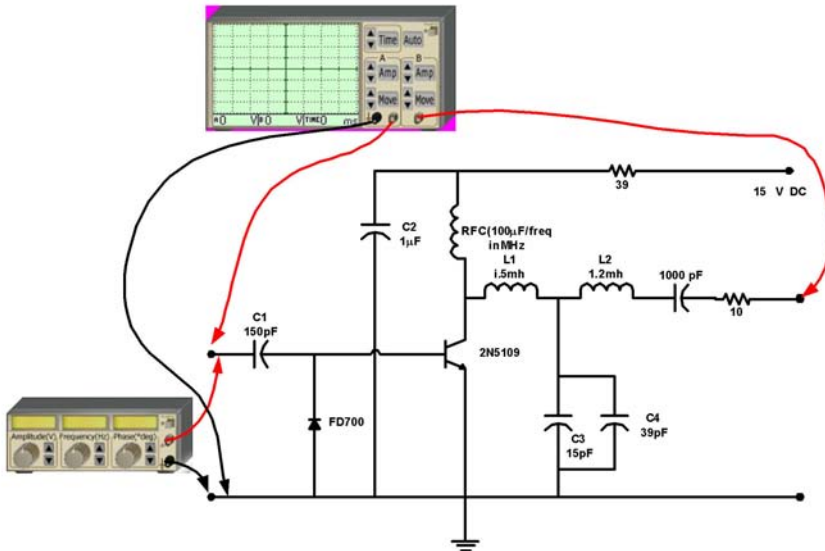 Time Auto
A B
Amp Amp
Move Move
A 0 V B 0 V TIME 0 ms
39
15 V DC
C2
1µF
RFC(100µF/freq
in MHz
L1
i.5mh
L2
1.2mh
1000 pF
10
C1
150pF
2N5109
FD700
C3
15pF
C4
39pF
Amplitude(V) Frequency(Hz) Phase(°deg)